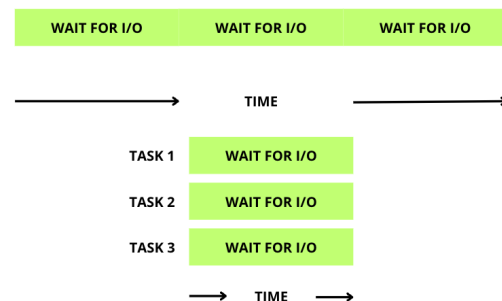 WAIT FOR I/O WAIT FOR I/O WAIT FOR I/O
TIME
TASK 1 WAIT FOR I/O
TASK 2 WAIT FOR I/O
TASK 3 WAIT FOR I/O
TIME